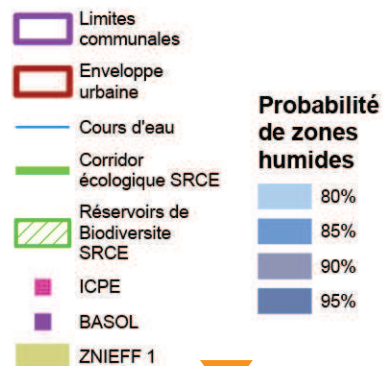 Limites
communales
Enveloppe
urbaine
Cours d'eau
Corridor
écologique SRCE
Réservoirs de
Biodiversite
SRCE
ICPE
BASOL
ZNIEFF 1
Probabilité
de zones
humides
80%
85%
90%
95%